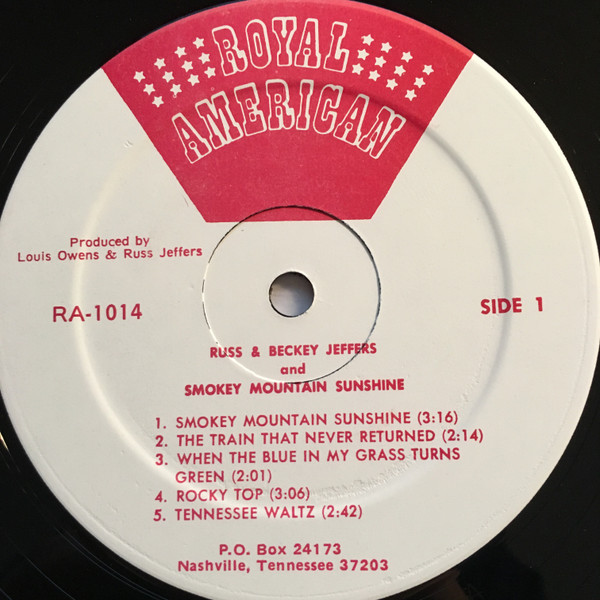 ROYAL
AMERICAN
Produced by
Louis Owens & Russ Jeffers
RA-1014
SIDE 1
RUSS & BECKEY JEFFERS
and
SMOKEY MOUNTAIN SUNSHINE
1. SMOKEY MOUNTAIN SUNSHINE (3:16)
2. THE TRAIN THAT NEVER RETURNED (2:14)
3. WHEN THE BLUE IN MY GRASS TURNS
GREEN (2:01)
4. ROCKY TOP (3:06)
5. TENNESSEE WALTZ (2:42)
P.O. Box 24173
Nashville, Tennessee 37203